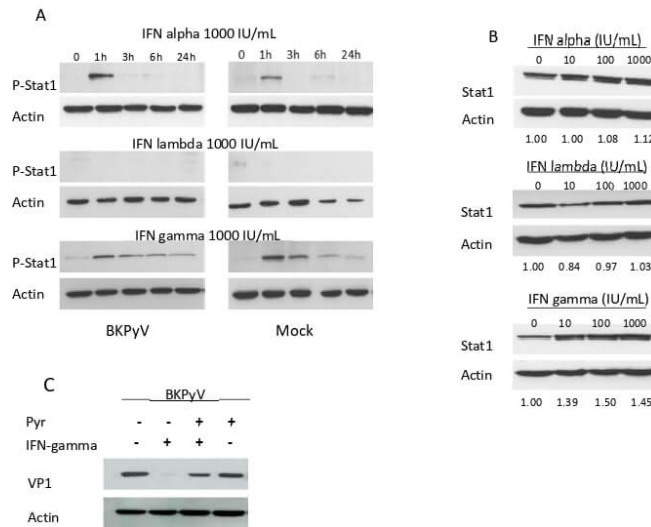 A
IFN alpha 1000 IU/mL
0 1h 3h 6h 24h 0 1h 3h 6h 24h
P-Stat1
Actin
IFN lambda 1000 IU/mL
P-Stat1
Actin
IFN gamma 1000 IU/mL
P-Stat1
Actin
BKPyV Mock
B
IFN alpha (IU/mL)
0 10 100 1000
Stat1
Actin
1.00 1.00 1.08 1.12
IFN lambda (IU/mL)
0 10 100 1000
Stat1
Actin
1.00 0.84 0.97 1.03
IFN gamma (IU/mL)
0 10 100 1000
Stat1
Actin
1.00 1.39 1.50 1.45
C
BKPyV
Pyr - - + +
IFN-gamma - + + -
VP1
Actin